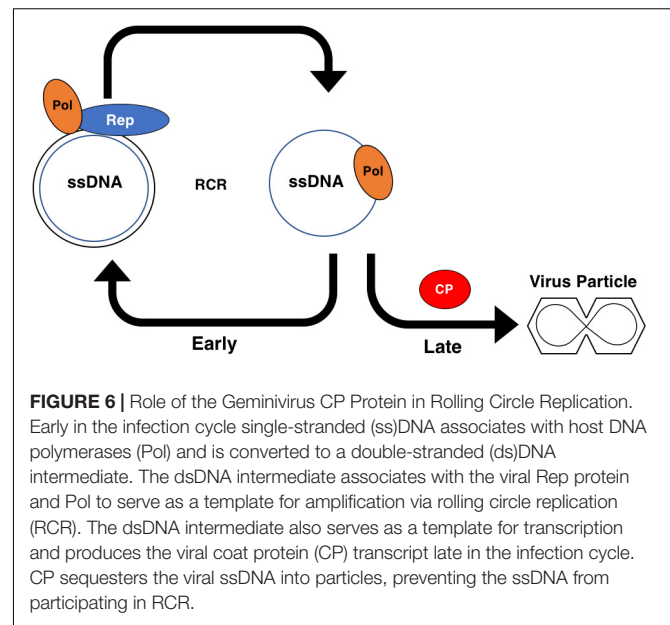 Pol
Rep
ssDNA
RCR
ssDNA
Pol
CP
Virus Particle
Early
Late
FIGURE 6 | Role of the Geminivirus CP Protein in Rolling Circle Replication.
Early in the infection cycle single-stranded (ss)DNA associates with host DNA
polymerases (Pol) and is converted to a double-stranded (ds)DNA
intermediate. The dsDNA intermediate associates with the viral Rep protein
and Pol to serve as a template for amplification via rolling circle replication
(RCR). The dsDNA intermediate also serves as a template for transcription
and produces the viral coat protein (CP) transcript late in the infection cycle.
CP sequesters the viral ssDNA into particles, preventing the ssDNA from
participating in RCR.